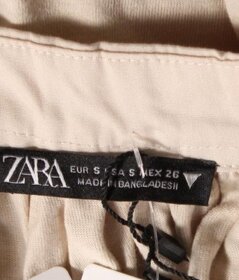 ZARA
EUR S USA S MEX 26
MADE IN BANGLADESH